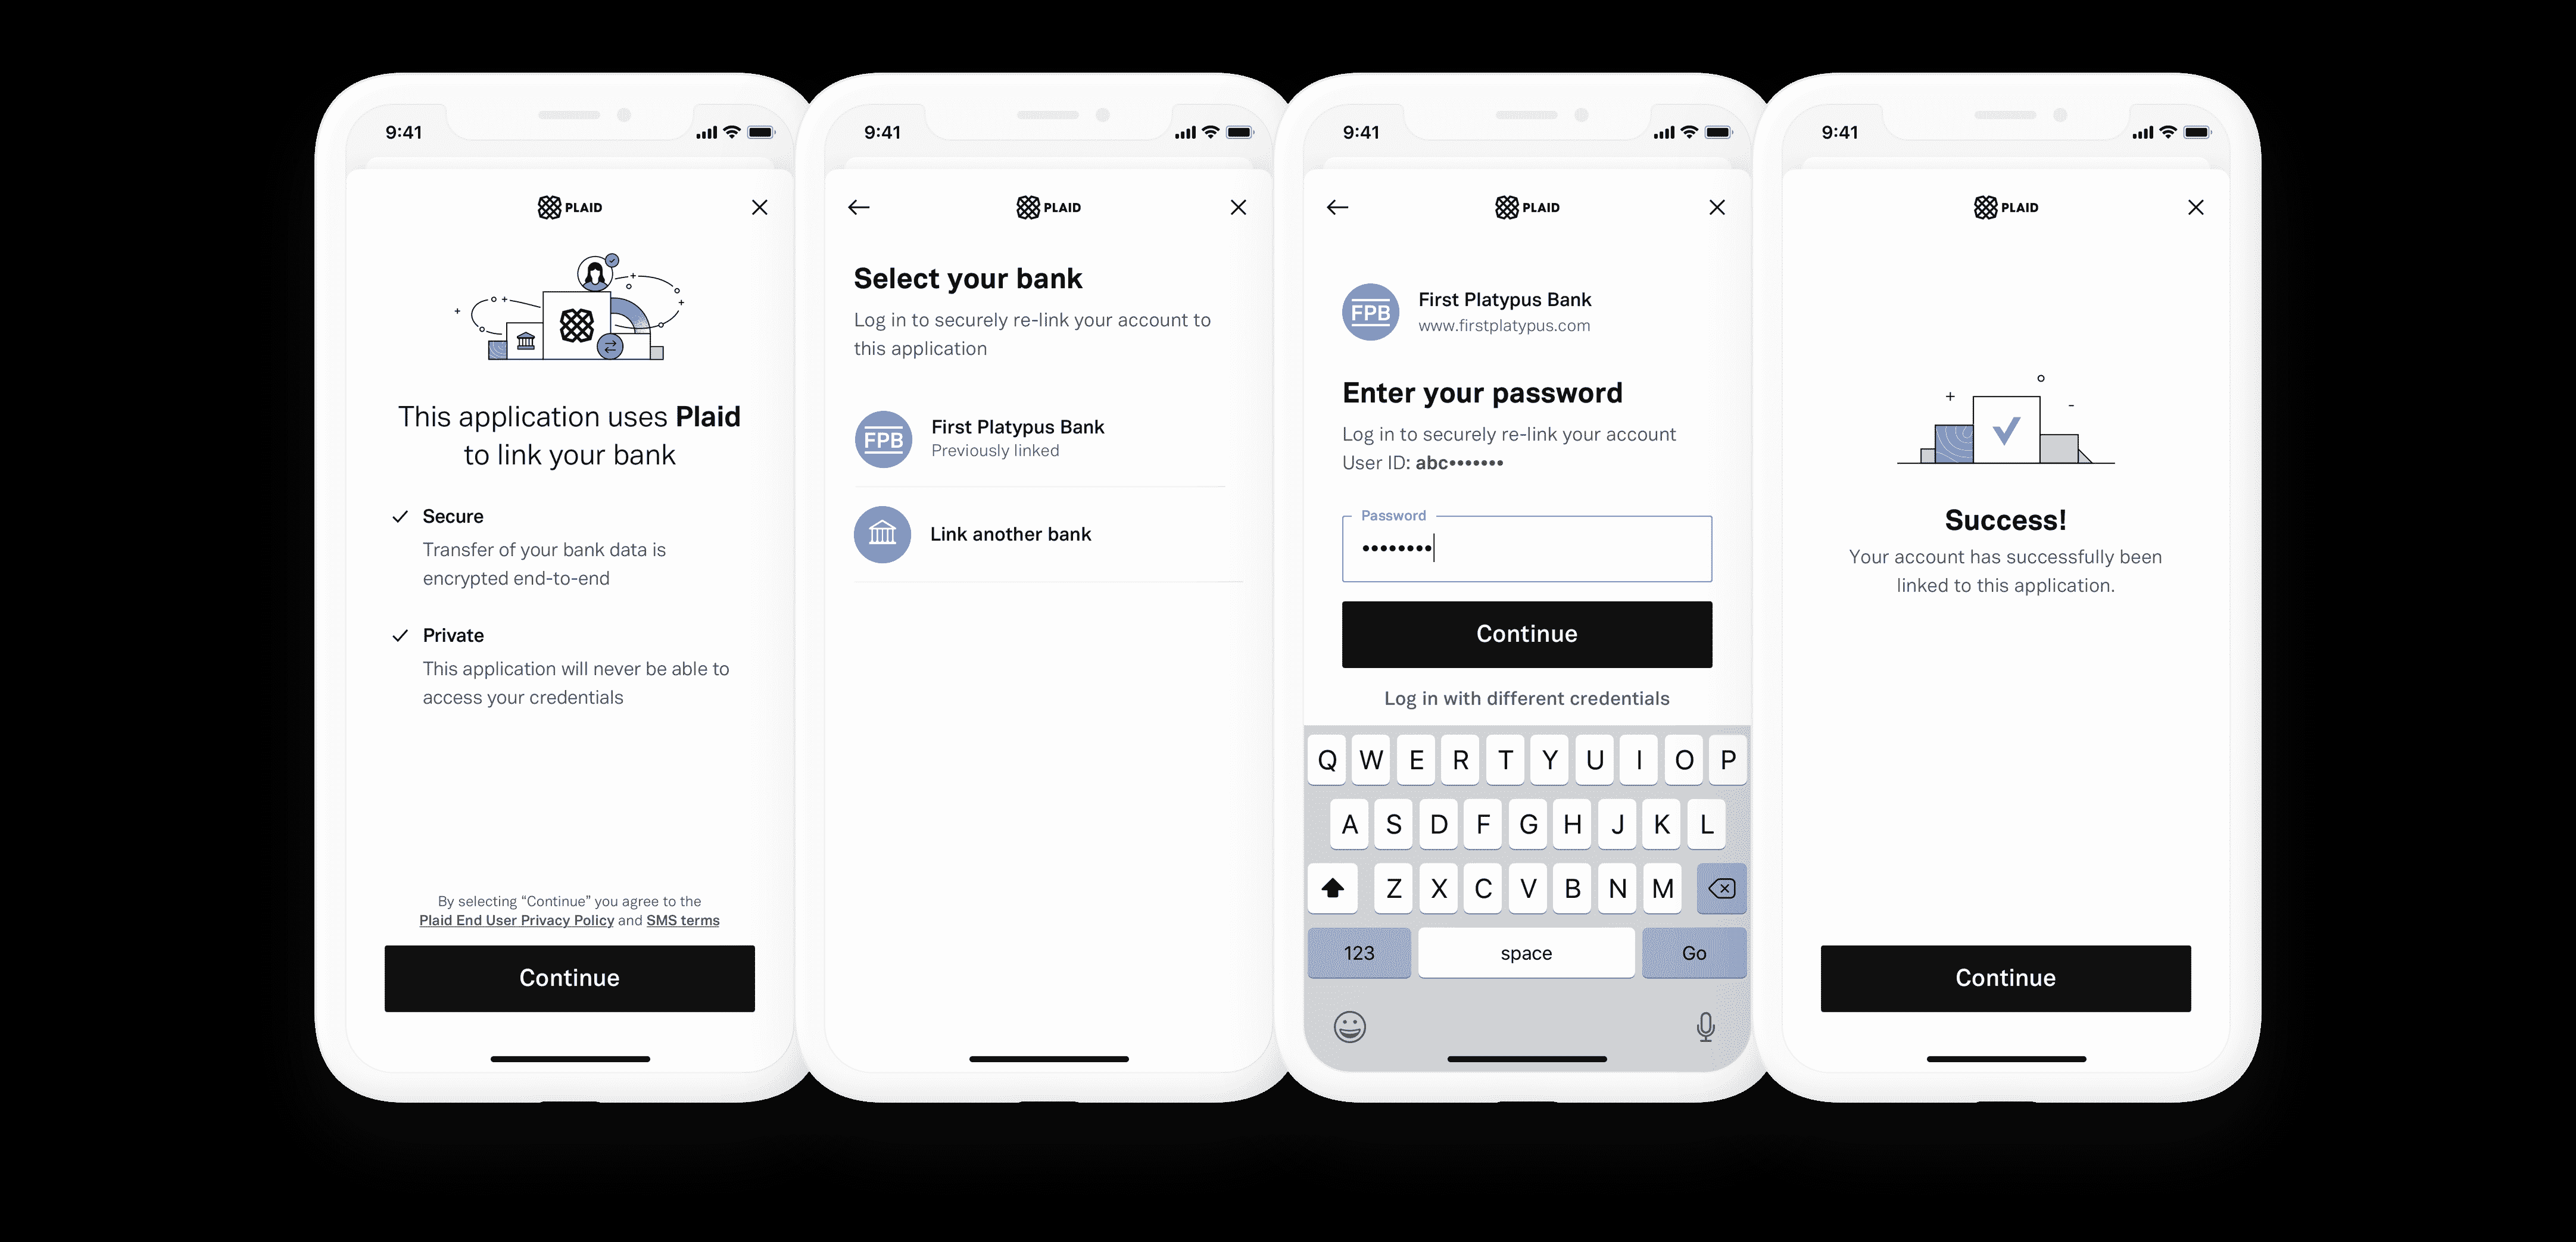 9:41
PLAID
This application uses Plaid
to link your bank
Secure
Transfer of your bank data is
encrypted end-to-end
Private
This application will never be able to
access your credentials
By selecting “Continue” you agree to the
Plaid End User Privacy Policy and SMS terms
Continue
9:41
PLAID
Select your bank
Log in to securely re-link your account to
this application
FPB
First Platypus Bank
Previously linked
Link another bank
9:41
PLAID
FPB
First Platypus Bank
www.firstplatypus.com
Enter your password
Log in to securely re-link your account
User ID: abc•••••••
Password
••••••••
Continue
Log in with different credentials
Q W E R T Y U I O P
A S D F G H J K L
Z X C V B N M
123 space Go
9:41
PLAID
Success!
Your account has successfully been
linked to this application.
Continue